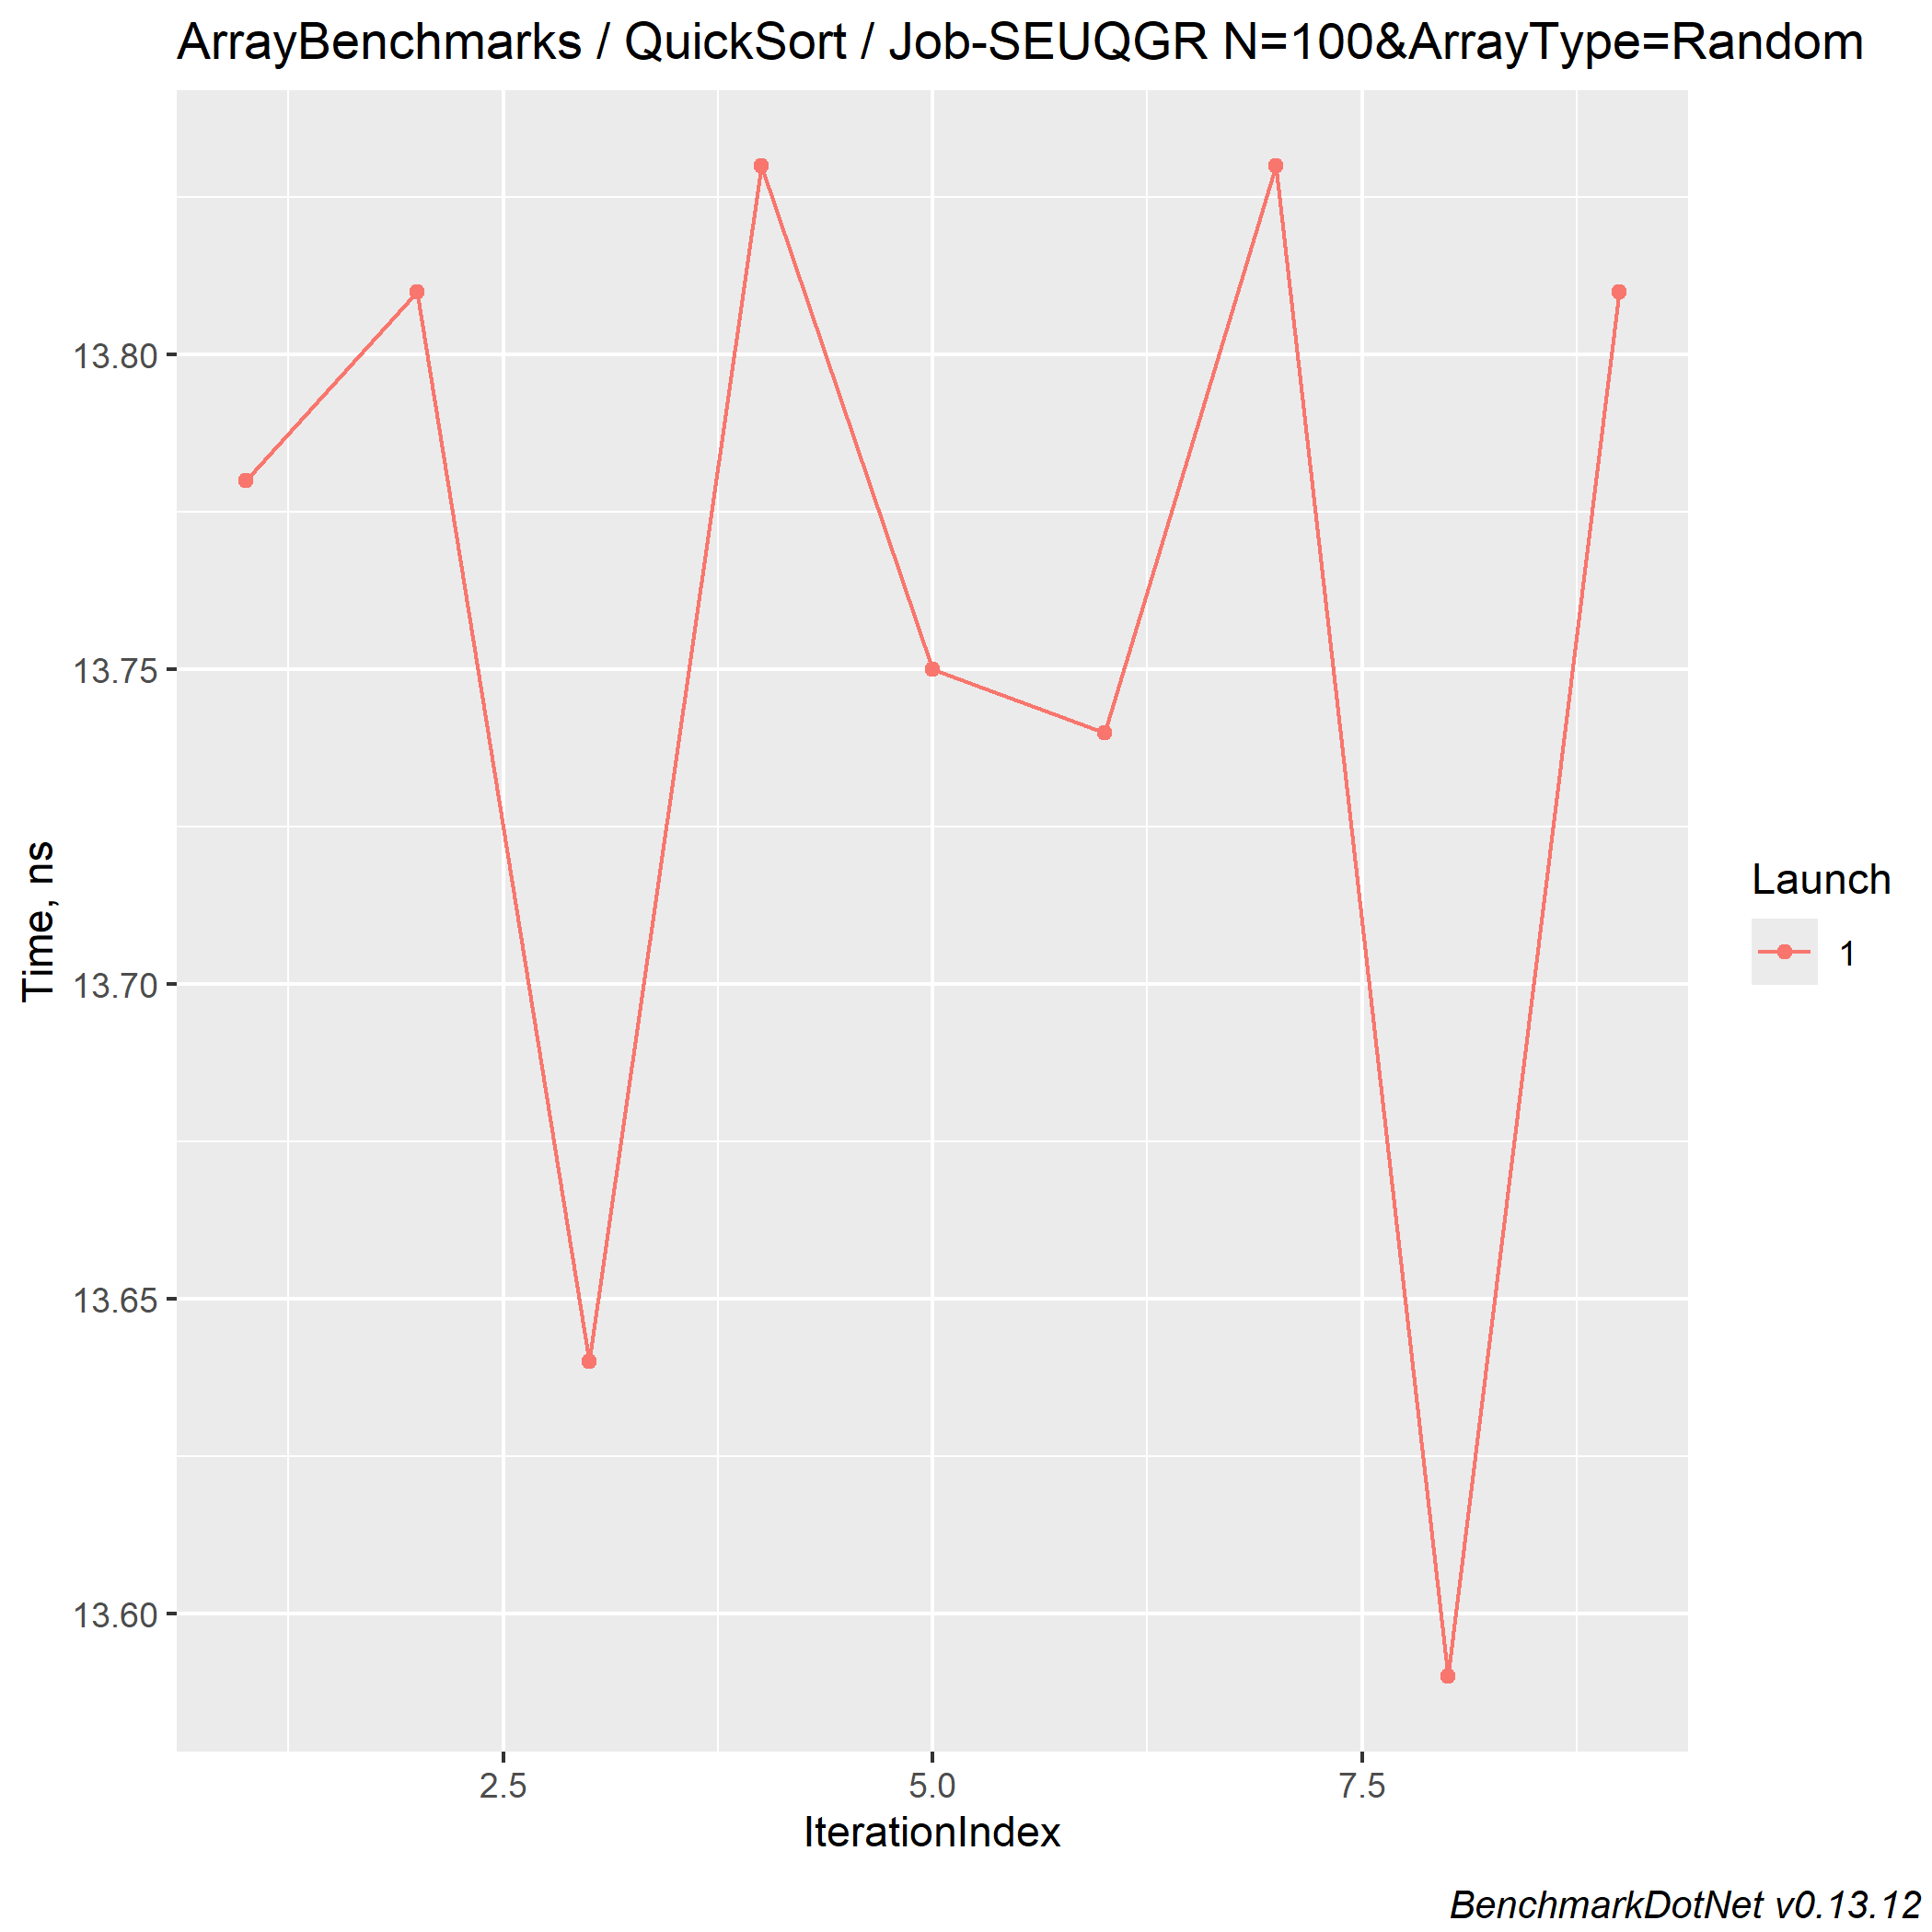 ArrayBenchmarks / QuickSort / Job-SEUQGR N=100&ArrayType=Random
13.80
13.75
13.70
13.65
13.60
Time, ns
2.5 5.0 7.5
IterationIndex
Launch
1
BenchmarkDotNet v0.13.12